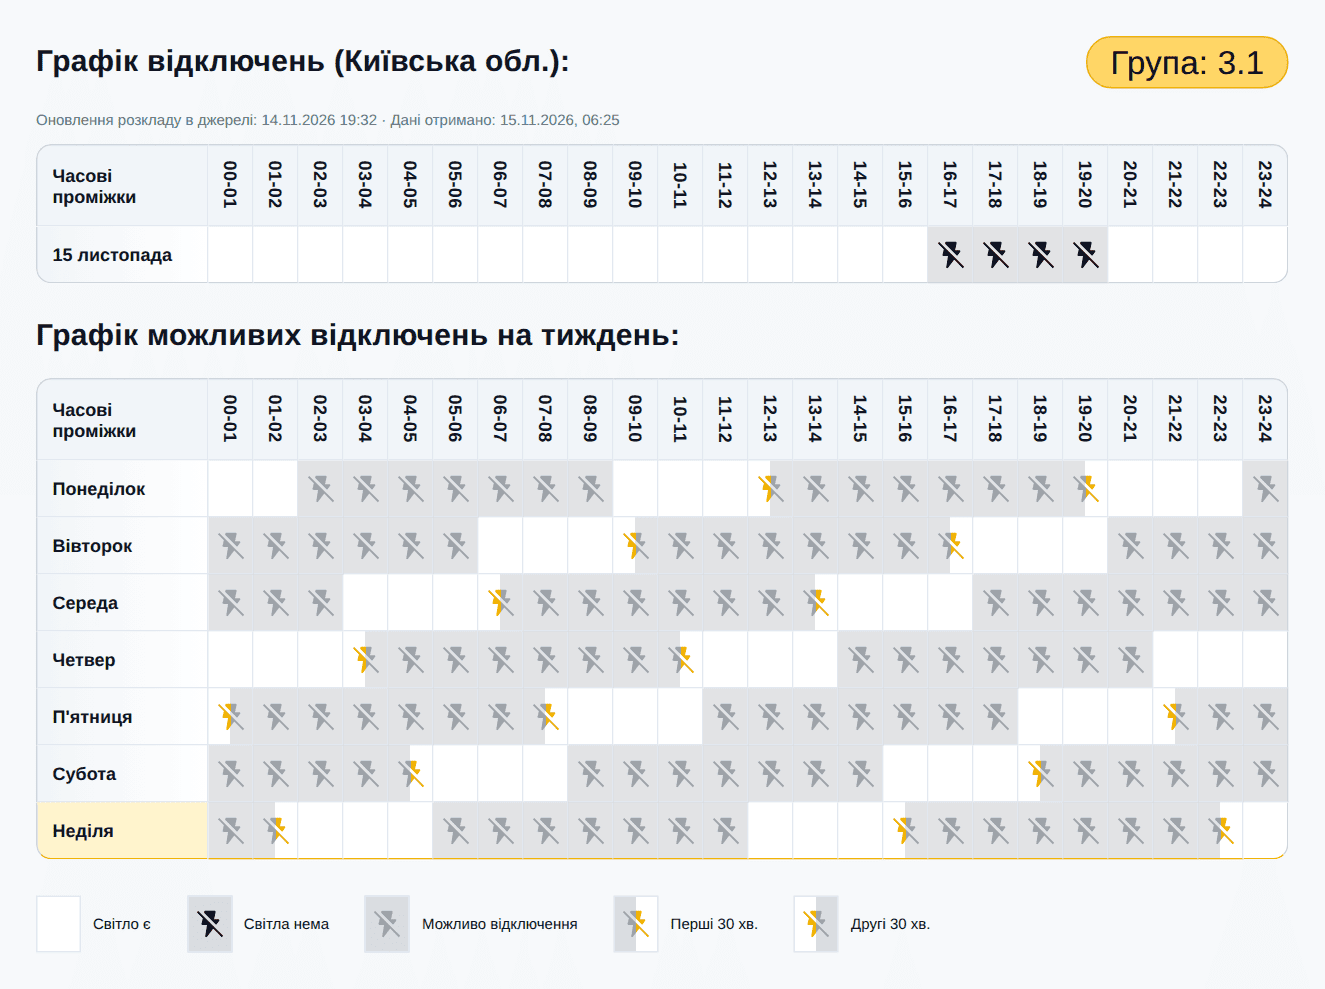 Графік відключень (Київська обл.):
Група: 3.1
Оновлення розкладу в джерелі: 14.11.2026 19:32 · Дані отримано: 15.11.2026, 06:25
Часові
проміжки
00-01 01-02 02-03 03-04 04-05 05-06 06-07 07-08 08-09 09-10 10-11 11-12 12-13 13-14 14-15 15-16 16-17 17-18 18-19 19-20 20-21 21-22 22-23 23-24
15 листопада
Графік можливих відключень на тиждень:
Часові
проміжки
00-01 01-02 02-03 03-04 04-05 05-06 06-07 07-08 08-09 09-10 10-11 11-12 12-13 13-14 14-15 15-16 16-17 17-18 18-19 19-20 20-21 21-22 22-23 23-24
Понеділок
Вівторок
Середа
Четвер
П'ятниця
Субота
Неділя
Світло є
Світла нема
Можливо відключення
Перші 30 хв.
Другі 30 хв.